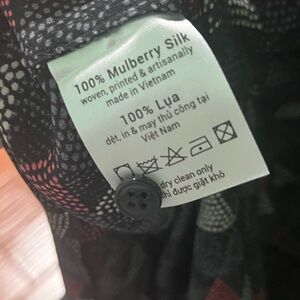 100% Mulberry Silk
woven, printed & artisanally
made in Vietnam
100% Lụa
dệt, in & may thủ công tại
Việt Nam
dry clean only
chỉ được giặt khô